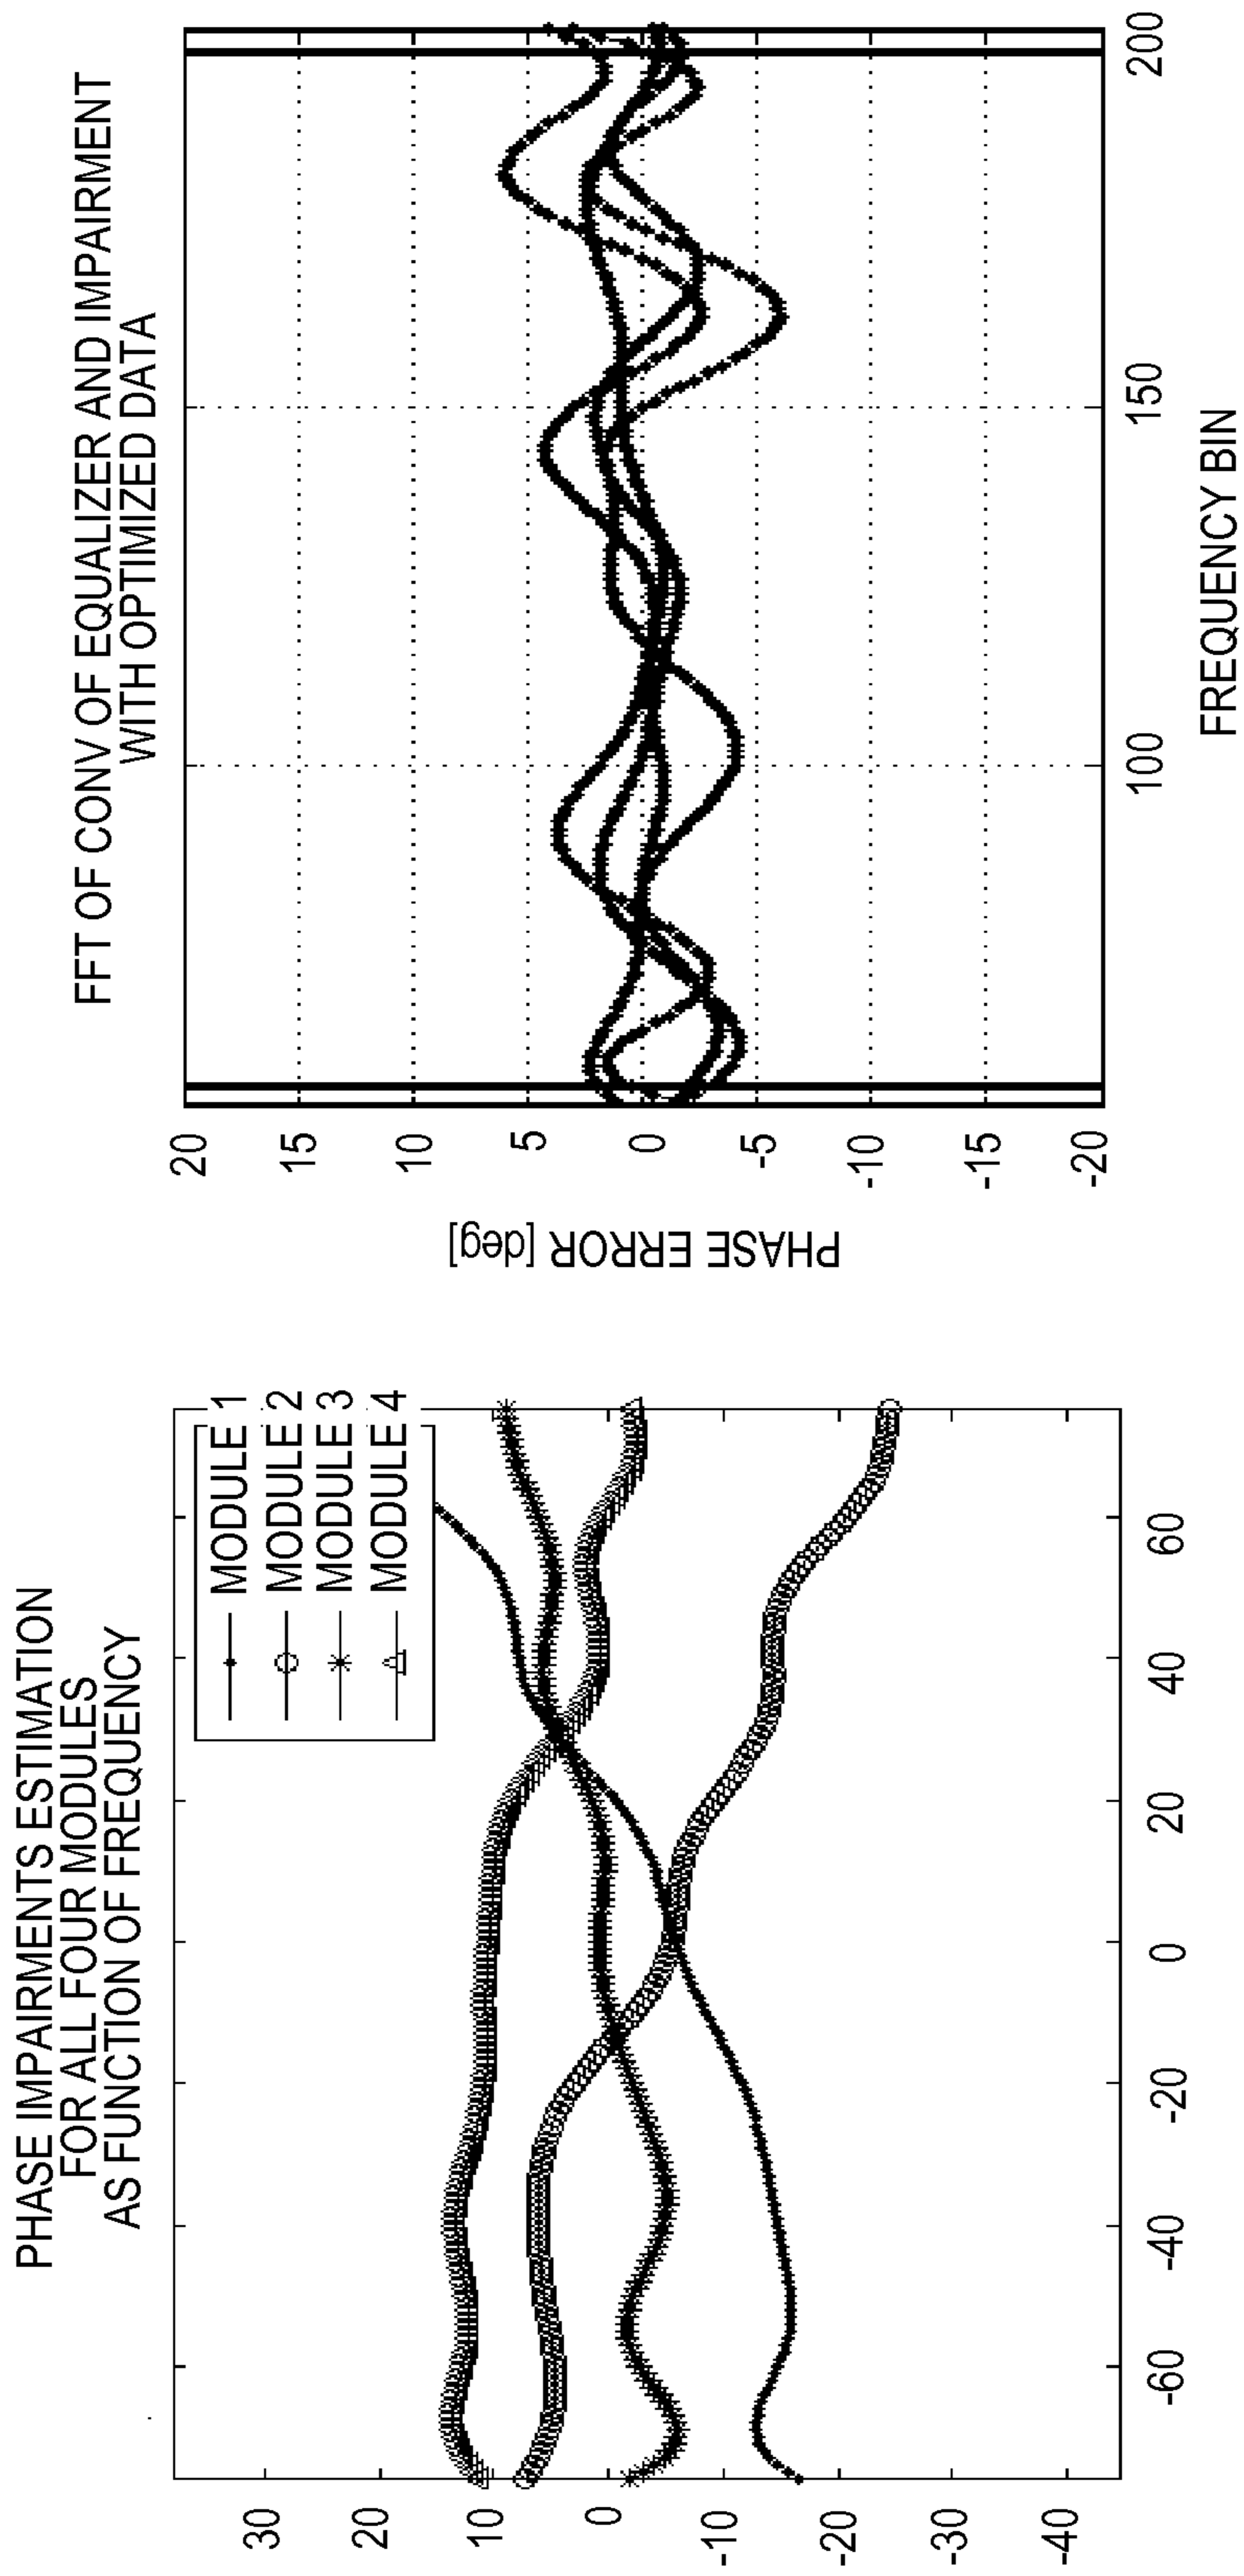 PHASE IMPAIRMENTS ESTIMATION
FOR ALL FOUR MODULES
AS FUNCTION OF FREQUENCY
MODULE 1
MODULE 2
MODULE 3
MODULE 4
30
20
10
0
-10
-20
-30
-40
-60
-40
-20
0
20
40
60
FFT OF CONV OF EQUALIZER AND IMPAIRMENT
WITH OPTIMIZED DATA
PHASE ERROR [deg]
20
15
10
5
0
-5
-10
-15
-20
100
150
200
FREQUENCY BIN